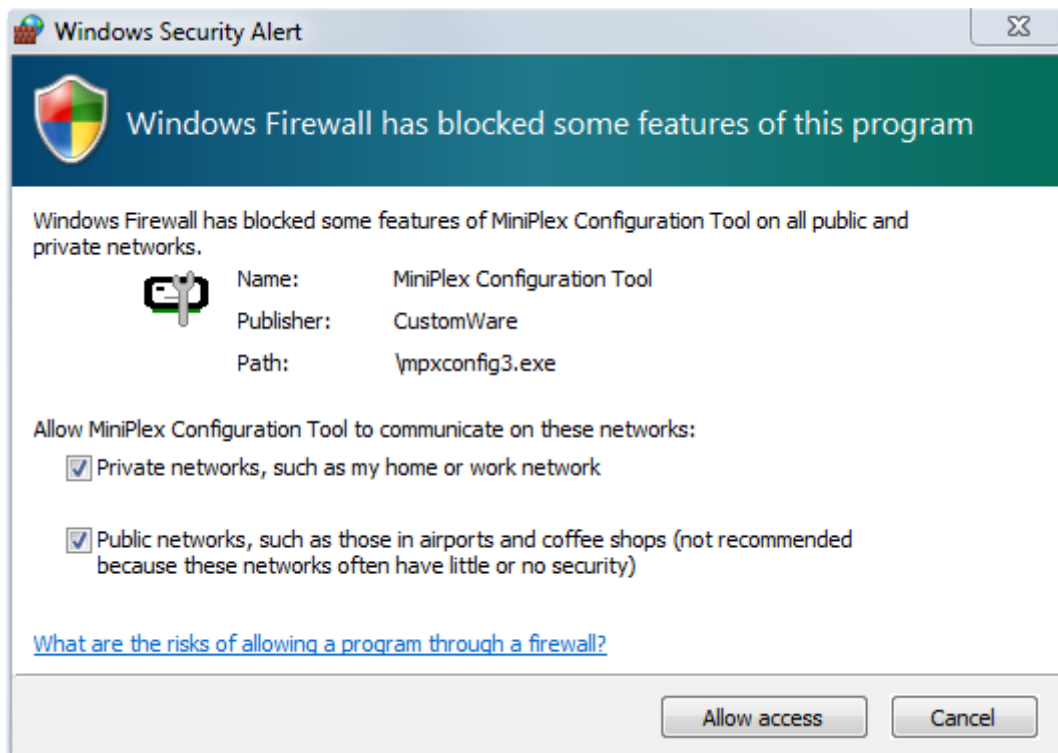 Windows Security Alert
Windows Firewall has blocked some features of this program
Windows Firewall has blocked some features of MiniPlex Configuration Tool on all public and
private networks.
Name: MiniPlex Configuration Tool
Publisher: CustomWare
Path: \mpxconfig3.exe
Allow MiniPlex Configuration Tool to communicate on these networks:
Private networks, such as my home or work network
Public networks, such as those in airports and coffee shops (not recommended
because these networks often have little or no security)
What are the risks of allowing a program through a firewall?
Allow access Cancel